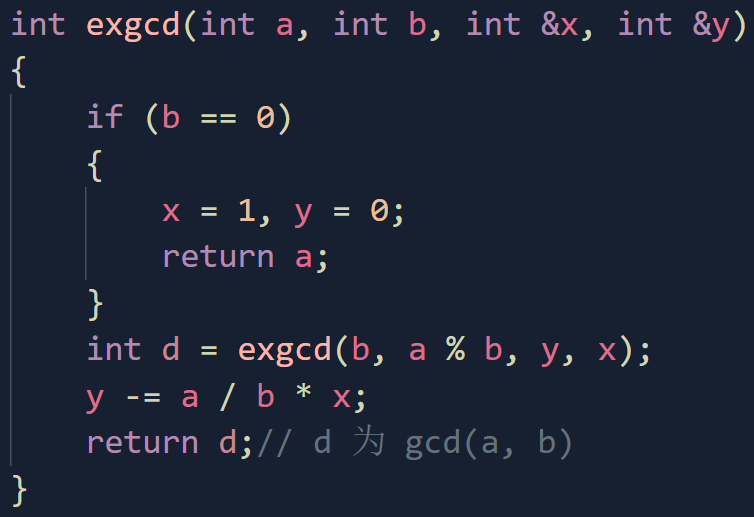 int exgcd(int a, int b, int &x, int &y)
{
    if (b == 0)
    {
        x = 1, y = 0;
        return a;
    }
    int d = exgcd(b, a % b, y, x);
    y -= a / b * x;
    return d;// d 为 gcd(a, b)
}